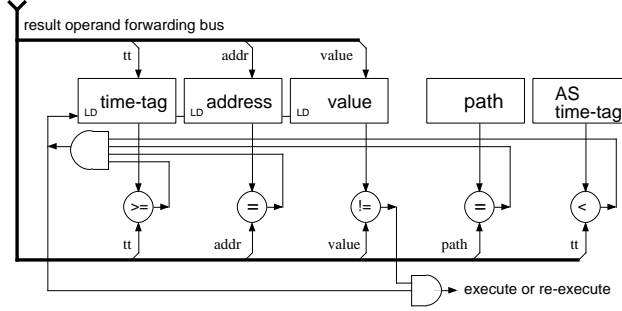 result operand forwarding bus
tt addr value
time-tag address value path AS
time-tag
LD LD LD
>= = != = <
tt addr value path tt
execute or re-execute